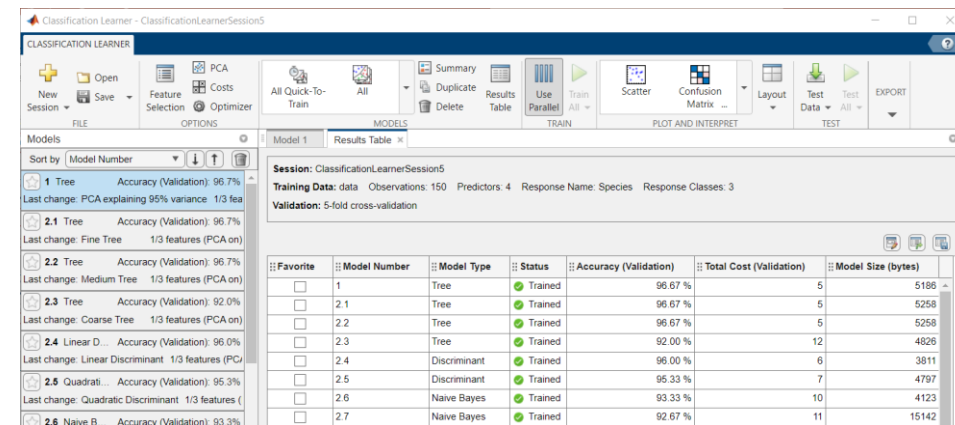 Classification Learner - ClassificationLearnerSession5
CLASSIFICATION LEARNER
New Session
Open
Save
FILE
Feature Selection
PCA
Costs
Optimizer
OPTIONS
All Quick-To-Train
All
Summary
Duplicate
Delete
MODELS
Results Table
Use Parallel
Train All
TRAIN
Scatter
Confusion Matrix ...
Layout
PLOT AND INTERPRET
Test Data
Test All
TEST
EXPORT
Models
Sort by Model Number
1 Tree Accuracy (Validation): 96.7%
Last change: PCA explaining 95% variance 1/3 fea
2.1 Tree Accuracy (Validation): 96.7%
Last change: Fine Tree 1/3 features (PCA on)
2.2 Tree Accuracy (Validation): 96.7%
Last change: Medium Tree 1/3 features (PCA on)
2.3 Tree Accuracy (Validation): 92.0%
Last change: Coarse Tree 1/3 features (PCA on)
2.4 Linear D... Accuracy (Validation): 96.0%
Last change: Linear Discriminant 1/3 features (PCA
2.5 Quadrati... Accuracy (Validation): 95.3%
Last change: Quadratic Discriminant 1/3 features (
2.6 Naive B... Accuracy (Validation): 93.3%
Model 1
Results Table
Session: ClassificationLearnerSession5
Training Data: data Observations: 150 Predictors: 4 Response Name: Species Response Classes: 3
Validation: 5-fold cross-validation
Favorite Model Number Model Type Status Accuracy (Validation) Total Cost (Validation) Model Size (bytes)
1 Tree Trained 96.67 % 5 5186
2.1 Tree Trained 96.67 % 5 5258
2.2 Tree Trained 96.67 % 5 5258
2.3 Tree Trained 92.00 % 12 4826
2.4 Discriminant Trained 96.00 % 6 3811
2.5 Discriminant Trained 95.33 % 7 4797
2.6 Naive Bayes Trained 93.33 % 10 4123
2.7 Naive Bayes Trained 92.67 % 11 15142